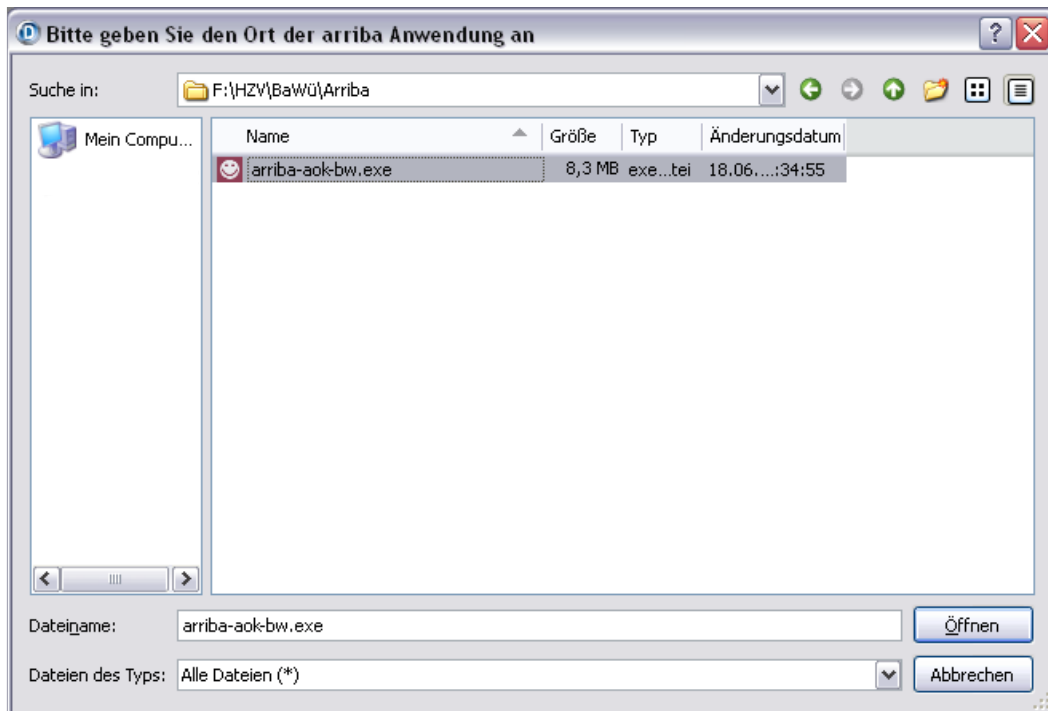 Bitte geben Sie den Ort der arriba Anwendung an
Suche in: F:\HZV\BaWü\Arriba
Mein Compu...
Name Größe Typ Änderungsdatum
arriba-aok-bw.exe 8,3 MB exe...tei 18.06....:34:55
Dateiname: arriba-aok-bw.exe Öffnen
Dateien des Typs: Alle Dateien (*) Abbrechen